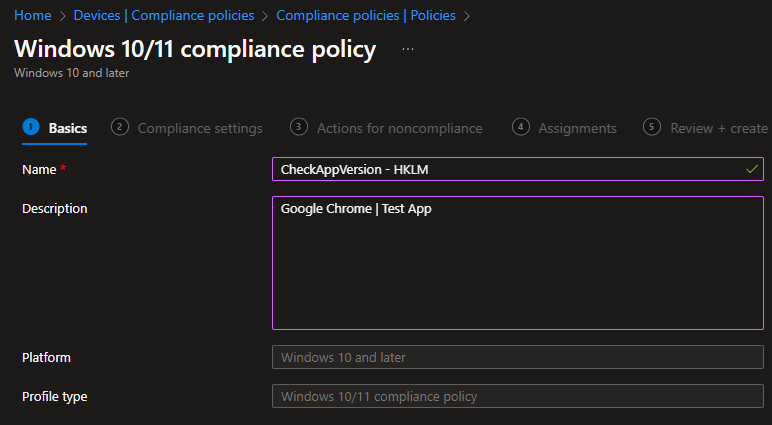 Home > Devices | Compliance policies > Compliance policies | Policies >
Windows 10/11 compliance policy ...
Windows 10 and later
1 Basics 2 Compliance settings 3 Actions for noncompliance 4 Assignments 5 Review + create
Name * CheckAppVersion - HKLM
Description Google Chrome | Test App
Platform Windows 10 and later
Profile type Windows 10/11 compliance policy